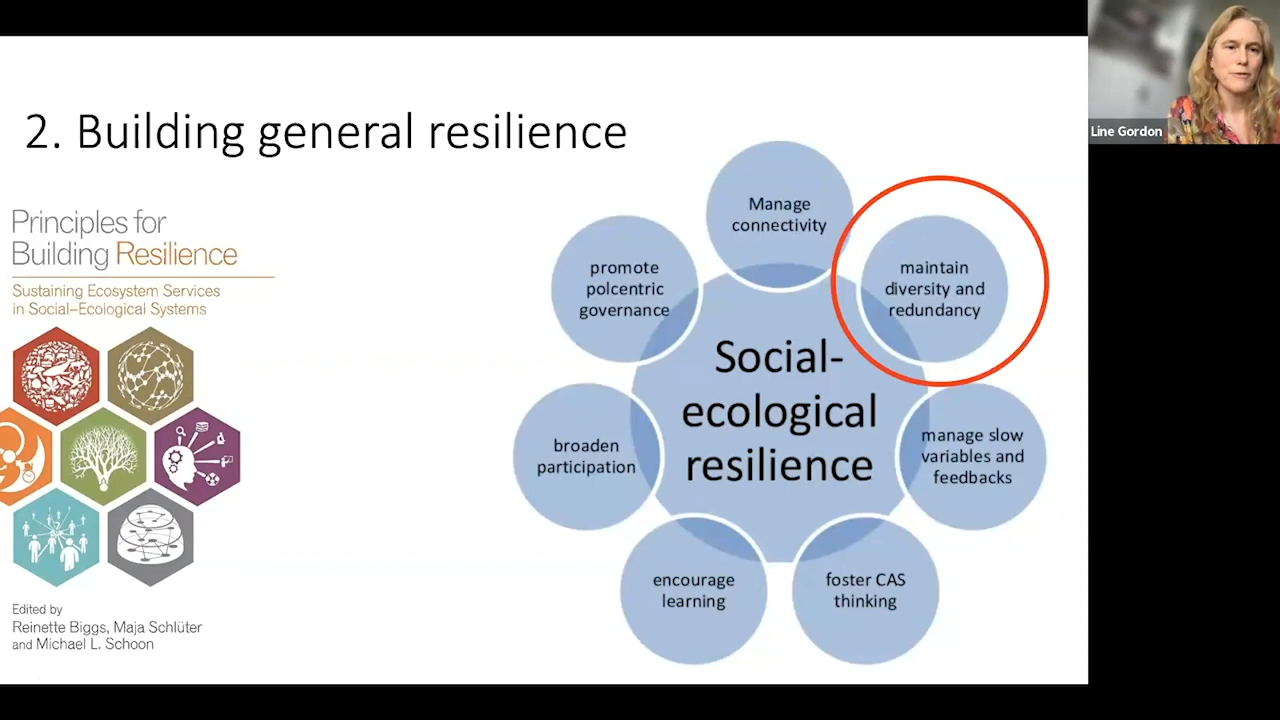 2. Building general resilience
Principles for
Building Resilience
Sustaining Ecosystem Services
in Social–Ecological Systems
Edited by
Reinette Biggs, Maja Schlüter
and Michael L. Schoon
Manage
connectivity
maintain
diversity and
redundancy
manage slow
variables and
feedbacks
foster CAS
thinking
encourage
learning
broaden
participation
promote
polcentric
governance
Social-
ecological
resilience
Line Gordon